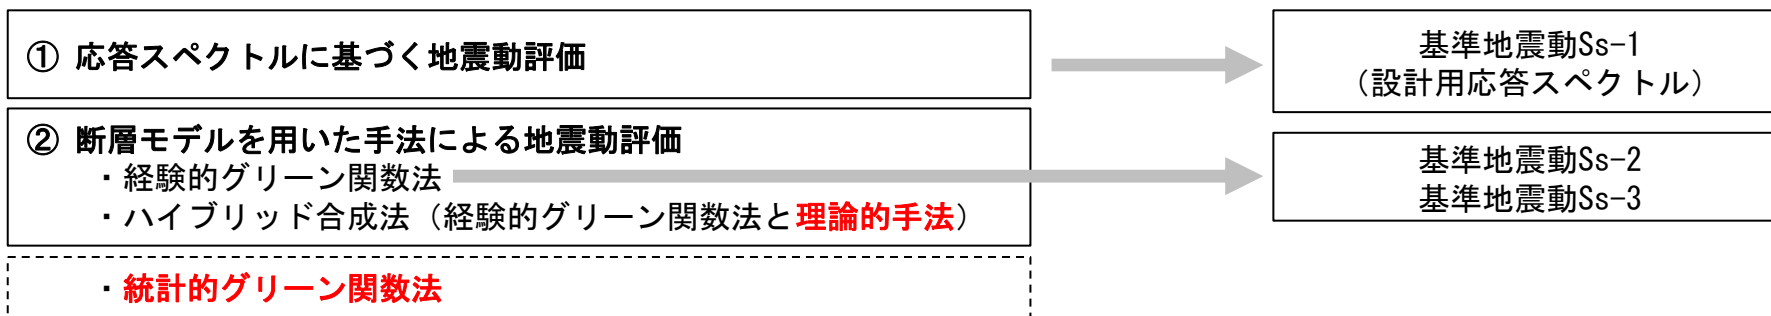 ① 応答スペクトルに基づく地震動評価
基準地震動Ss-1
（設計用応答スペクトル）
② 断層モデルを用いた手法による地震動評価
・経験的グリーン関数法
・ハイブリッド合成法（経験的グリーン関数法と理論的手法）
基準地震動Ss-2
基準地震動Ss-3
・統計的グリーン関数法